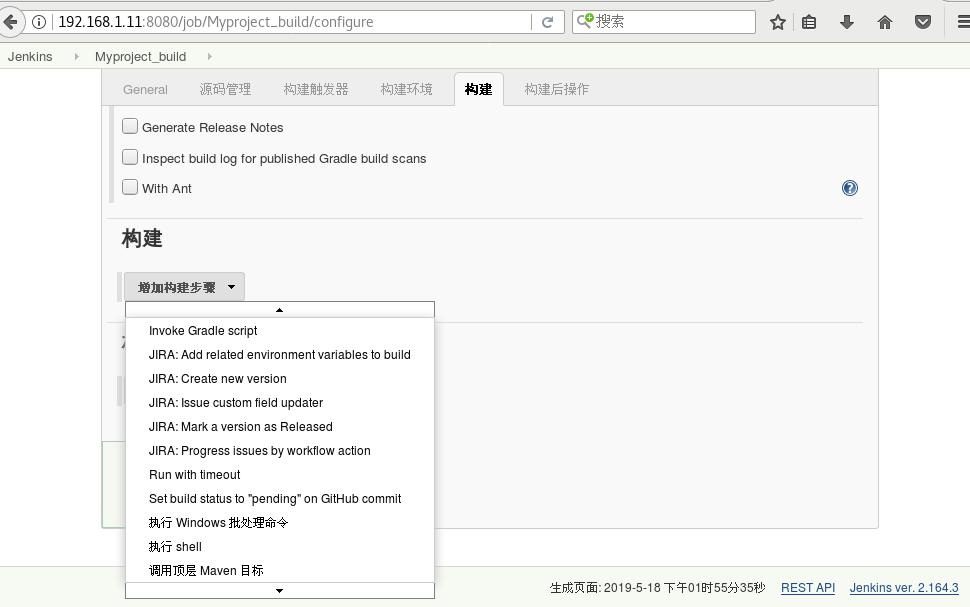 192.168.1.11:8080/job/Myproject_build/configure
搜索
Jenkins Myproject_build
General 源码管理 构建触发器 构建环境 构建 构建后操作
Generate Release Notes
Inspect build log for published Gradle build scans
With Ant
构建
增加构建步骤
Invoke Gradle script
JIRA: Add related environment variables to build
JIRA: Create new version
JIRA: Issue custom field updater
JIRA: Mark a version as Released
JIRA: Progress issues by workflow action
Run with timeout
Set build status to "pending" on GitHub commit
执行 Windows 批处理命令
执行 shell
调用顶层 Maven 目标
生成页面: 2019-5-18 下午01时55分35秒 REST API Jenkins ver. 2.164.3